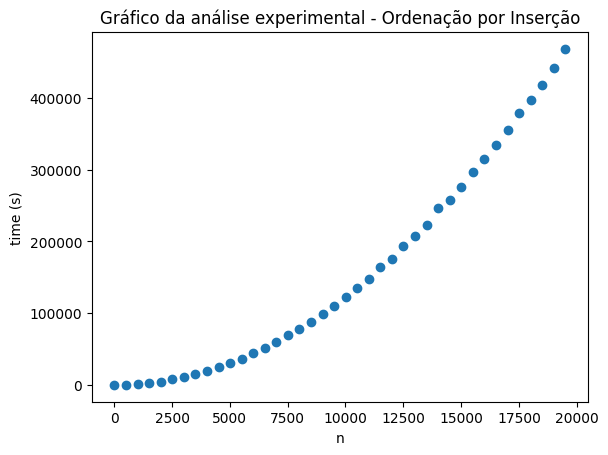 Gráfico da análise experimental - Ordenação por Inserção
400000
300000
200000
100000
0
time (s)
0 2500 5000 7500 10000 12500 15000 17500 20000
n